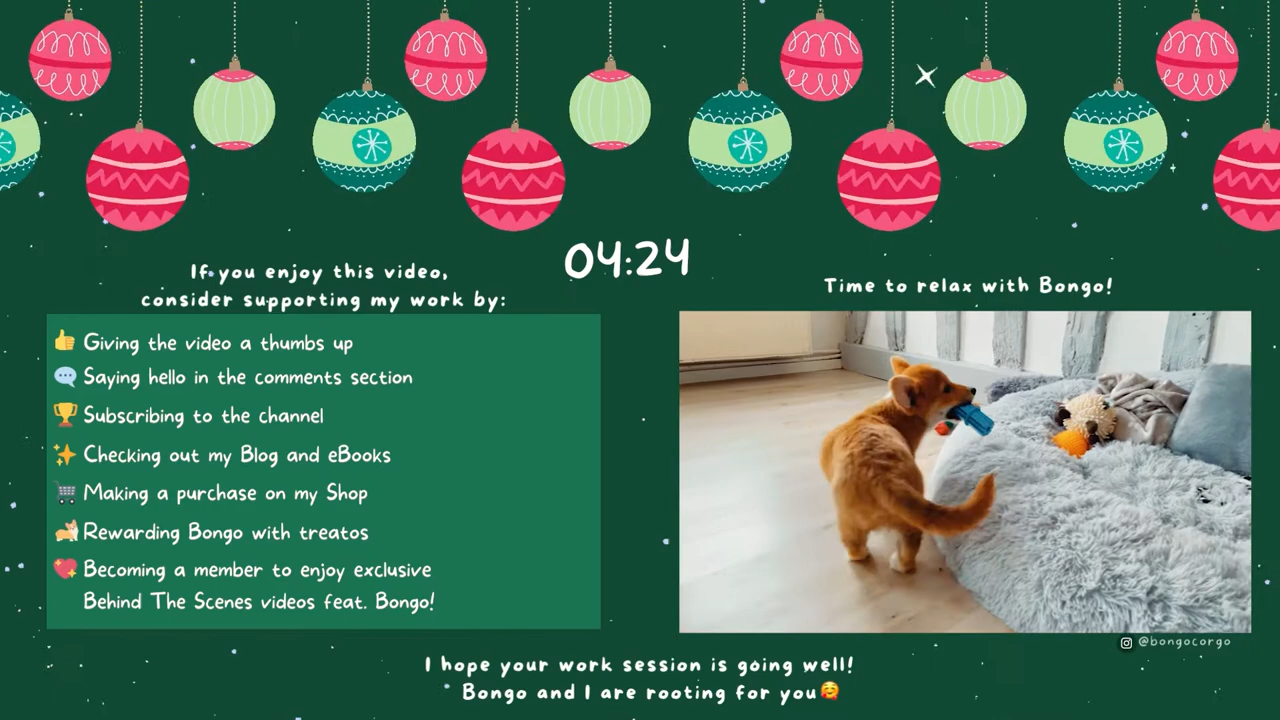 04:24
If you enjoy this video,
consider supporting my work by:
👍 Giving the video a thumbs up
💬 Saying hello in the comments section
🏆 Subscribing to the channel
✨ Checking out my Blog and eBooks
🛒 Making a purchase on my Shop
🐕 Rewarding Bongo with treatos
💖 Becoming a member to enjoy exclusive
Behind The Scenes videos feat. Bongo!
Time to relax with Bongo!
@bongocorgo
I hope your work session is going well!
Bongo and I are rooting for you🥰